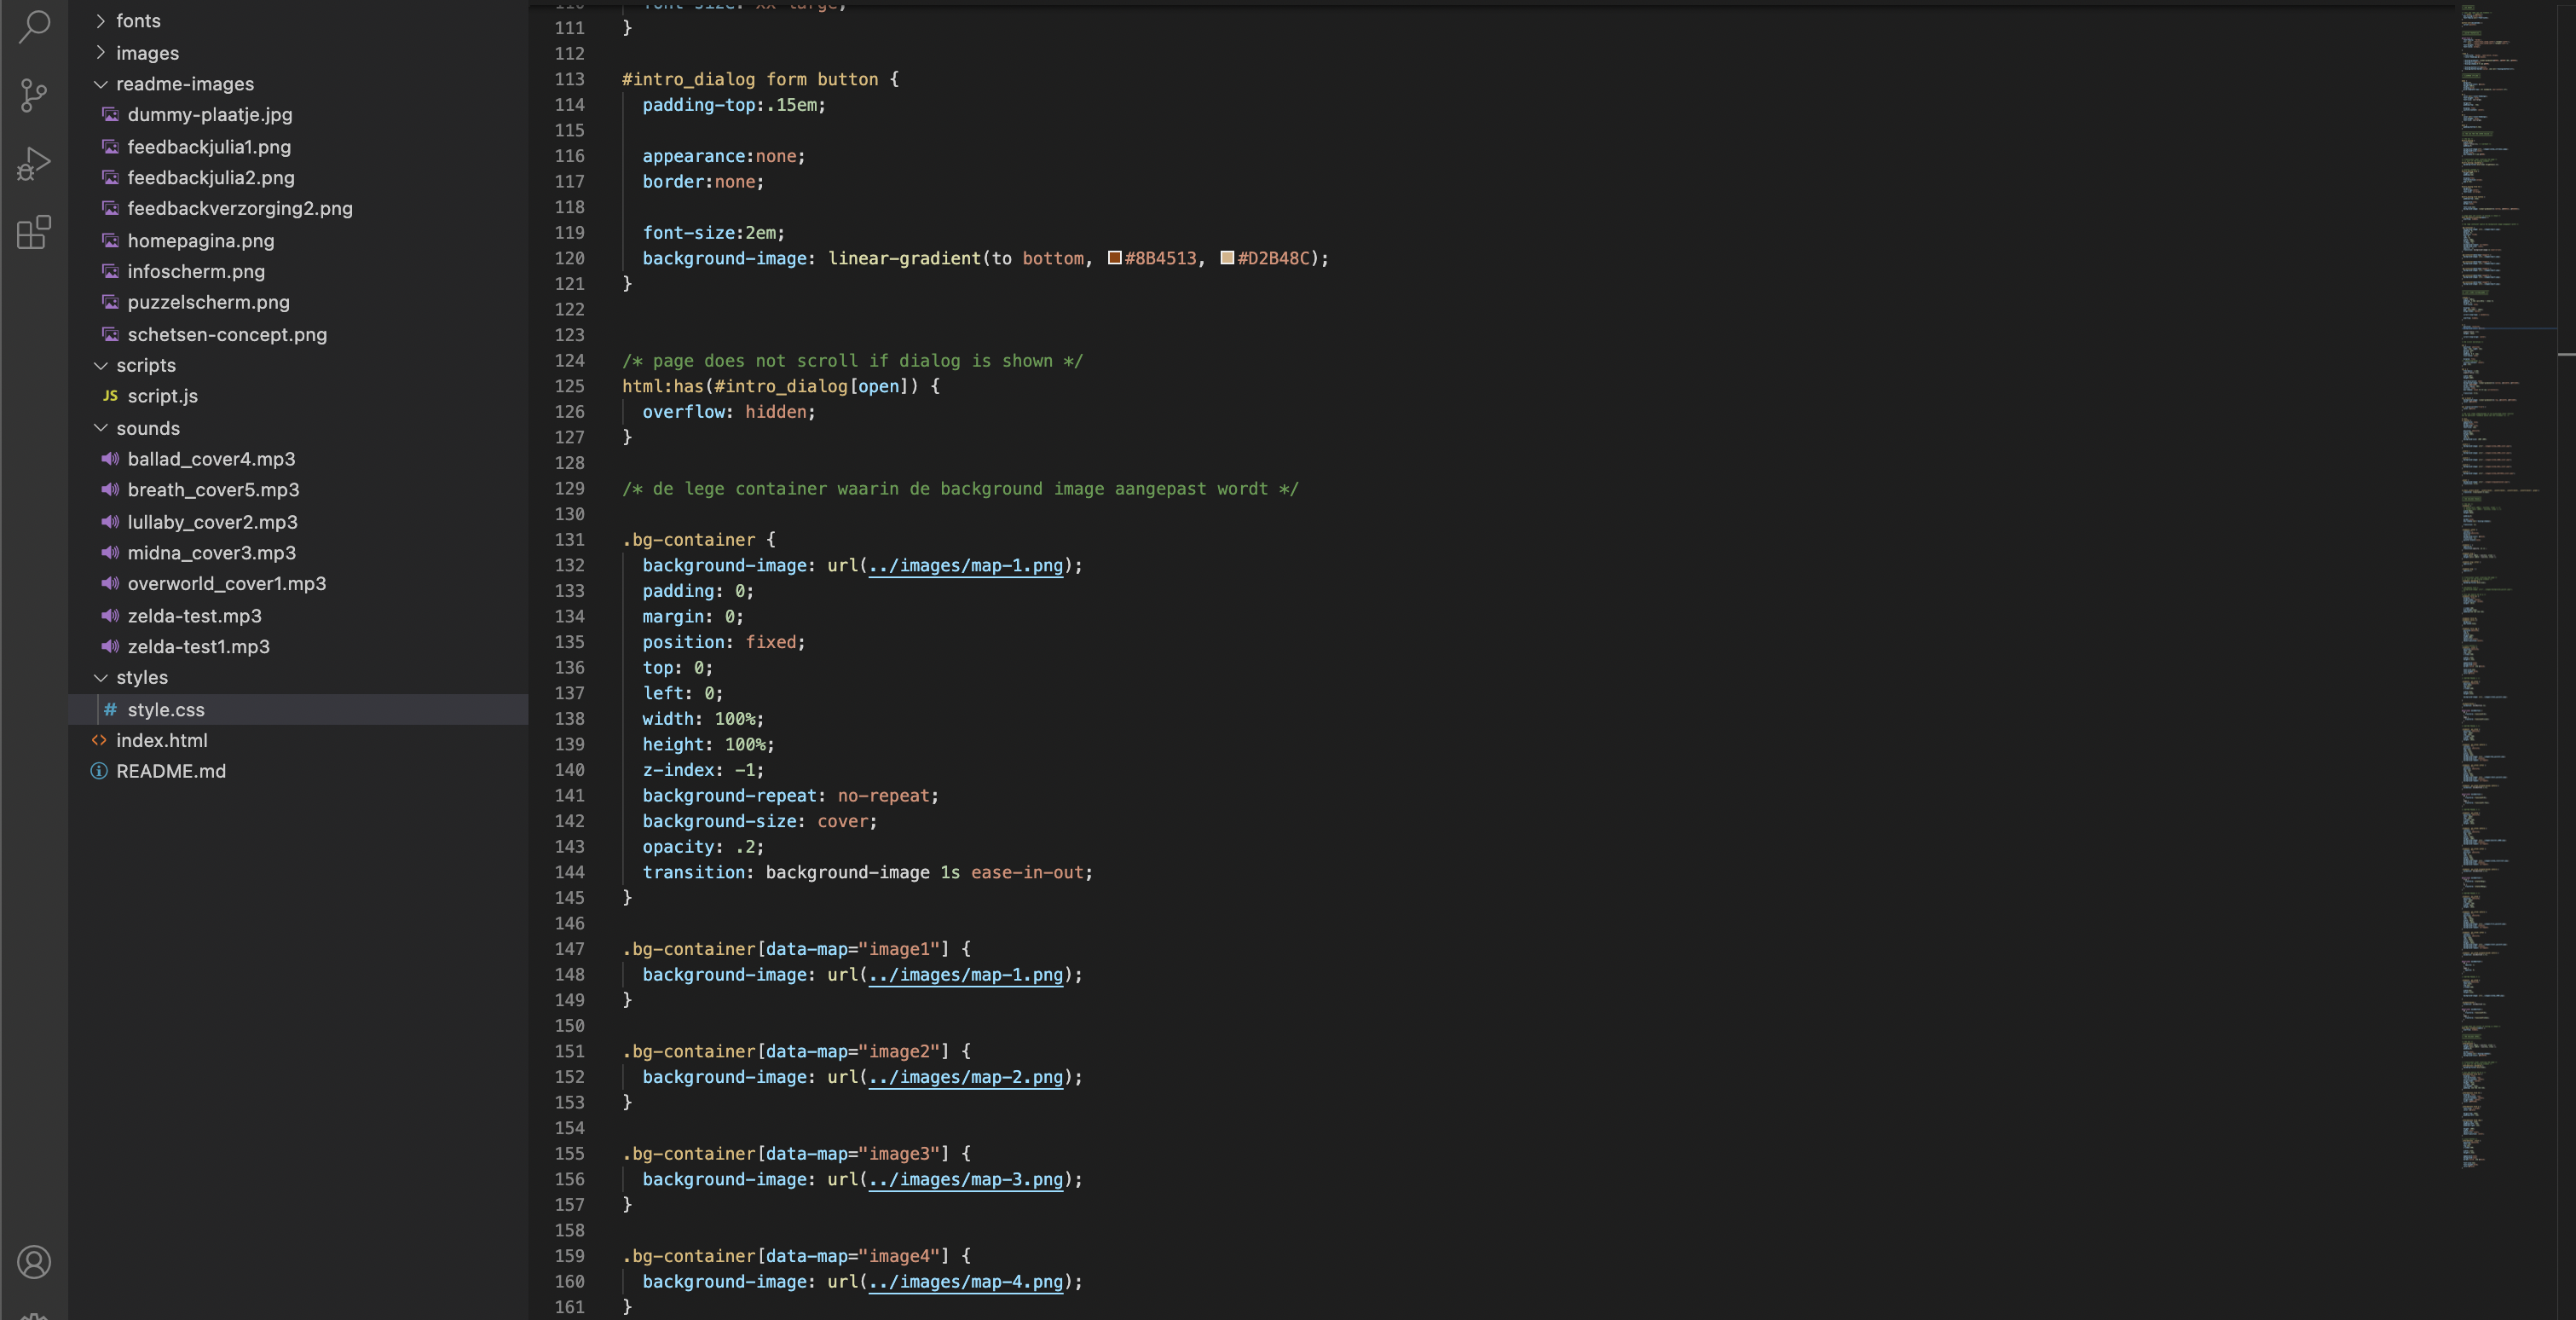 fonts
images
readme-images
dummy-plaatje.jpg
feedbackjulia1.png
feedbackjulia2.png
feedbackverzorging2.png
homepagina.png
infoscherm.png
puzzelscherm.png
schetsen-concept.png
scripts
JS script.js
sounds
ballad_cover4.mp3
breath_cover5.mp3
lullaby_cover2.mp3
midna_cover3.mp3
overworld_cover1.mp3
zelda-test.mp3
zelda-test1.mp3
styles
# style.css
<> index.html
README.md
110 font-size: xx-large;
111 }
112
113 #intro_dialog form button {
114 padding-top:.15em;
115
116 appearance:none;
117 border:none;
118
119 font-size:2em;
120 background-image: linear-gradient(to bottom, #8B4513, #D2B48C);
121 }
122
123
124 /* page does not scroll if dialog is shown */
125 html:has(#intro_dialog[open]) {
126 overflow: hidden;
127 }
128
129 /* de lege container waarin de background image aangepast wordt */
130
131 .bg-container {
132 background-image: url(../images/map-1.png);
133 padding: 0;
134 margin: 0;
135 position: fixed;
136 top: 0;
137 left: 0;
138 width: 100%;
139 height: 100%;
140 z-index: -1;
141 background-repeat: no-repeat;
142 background-size: cover;
143 opacity: .2;
144 transition: background-image 1s ease-in-out;
145 }
146
147 .bg-container[data-map="image1"] {
148 background-image: url(../images/map-1.png);
149 }
150
151 .bg-container[data-map="image2"] {
152 background-image: url(../images/map-2.png);
153 }
154
155 .bg-container[data-map="image3"] {
156 background-image: url(../images/map-3.png);
157 }
158
159 .bg-container[data-map="image4"] {
160 background-image: url(../images/map-4.png);
161 }